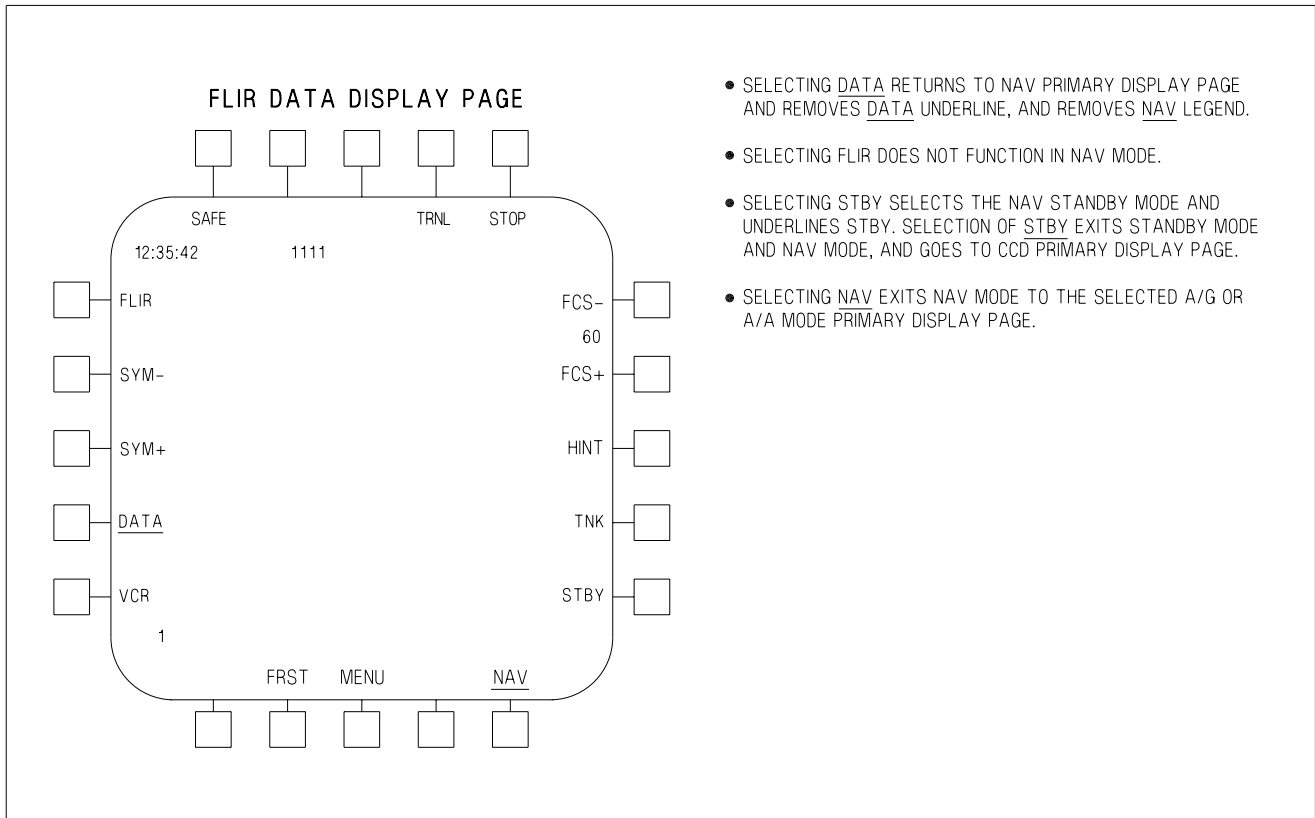 FLIR DATA DISPLAY PAGE
SAFE TRNL STOP
12:35:42 1111
FLIR FCS-
60
SYM- FCS+
SYM+ HINT
DATA TNK
VCR STBY
1
FRST MENU NAV
• SELECTING DATA RETURNS TO NAV PRIMARY DISPLAY PAGE
AND REMOVES DATA UNDERLINE, AND REMOVES NAV LEGEND.
• SELECTING FLIR DOES NOT FUNCTION IN NAV MODE.
• SELECTING STBY SELECTS THE NAV STANDBY MODE AND
UNDERLINES STBY. SELECTION OF STBY EXITS STANDBY MODE
AND NAV MODE, AND GOES TO CCD PRIMARY DISPLAY PAGE.
• SELECTING NAV EXITS NAV MODE TO THE SELECTED A/G OR
A/A MODE PRIMARY DISPLAY PAGE.